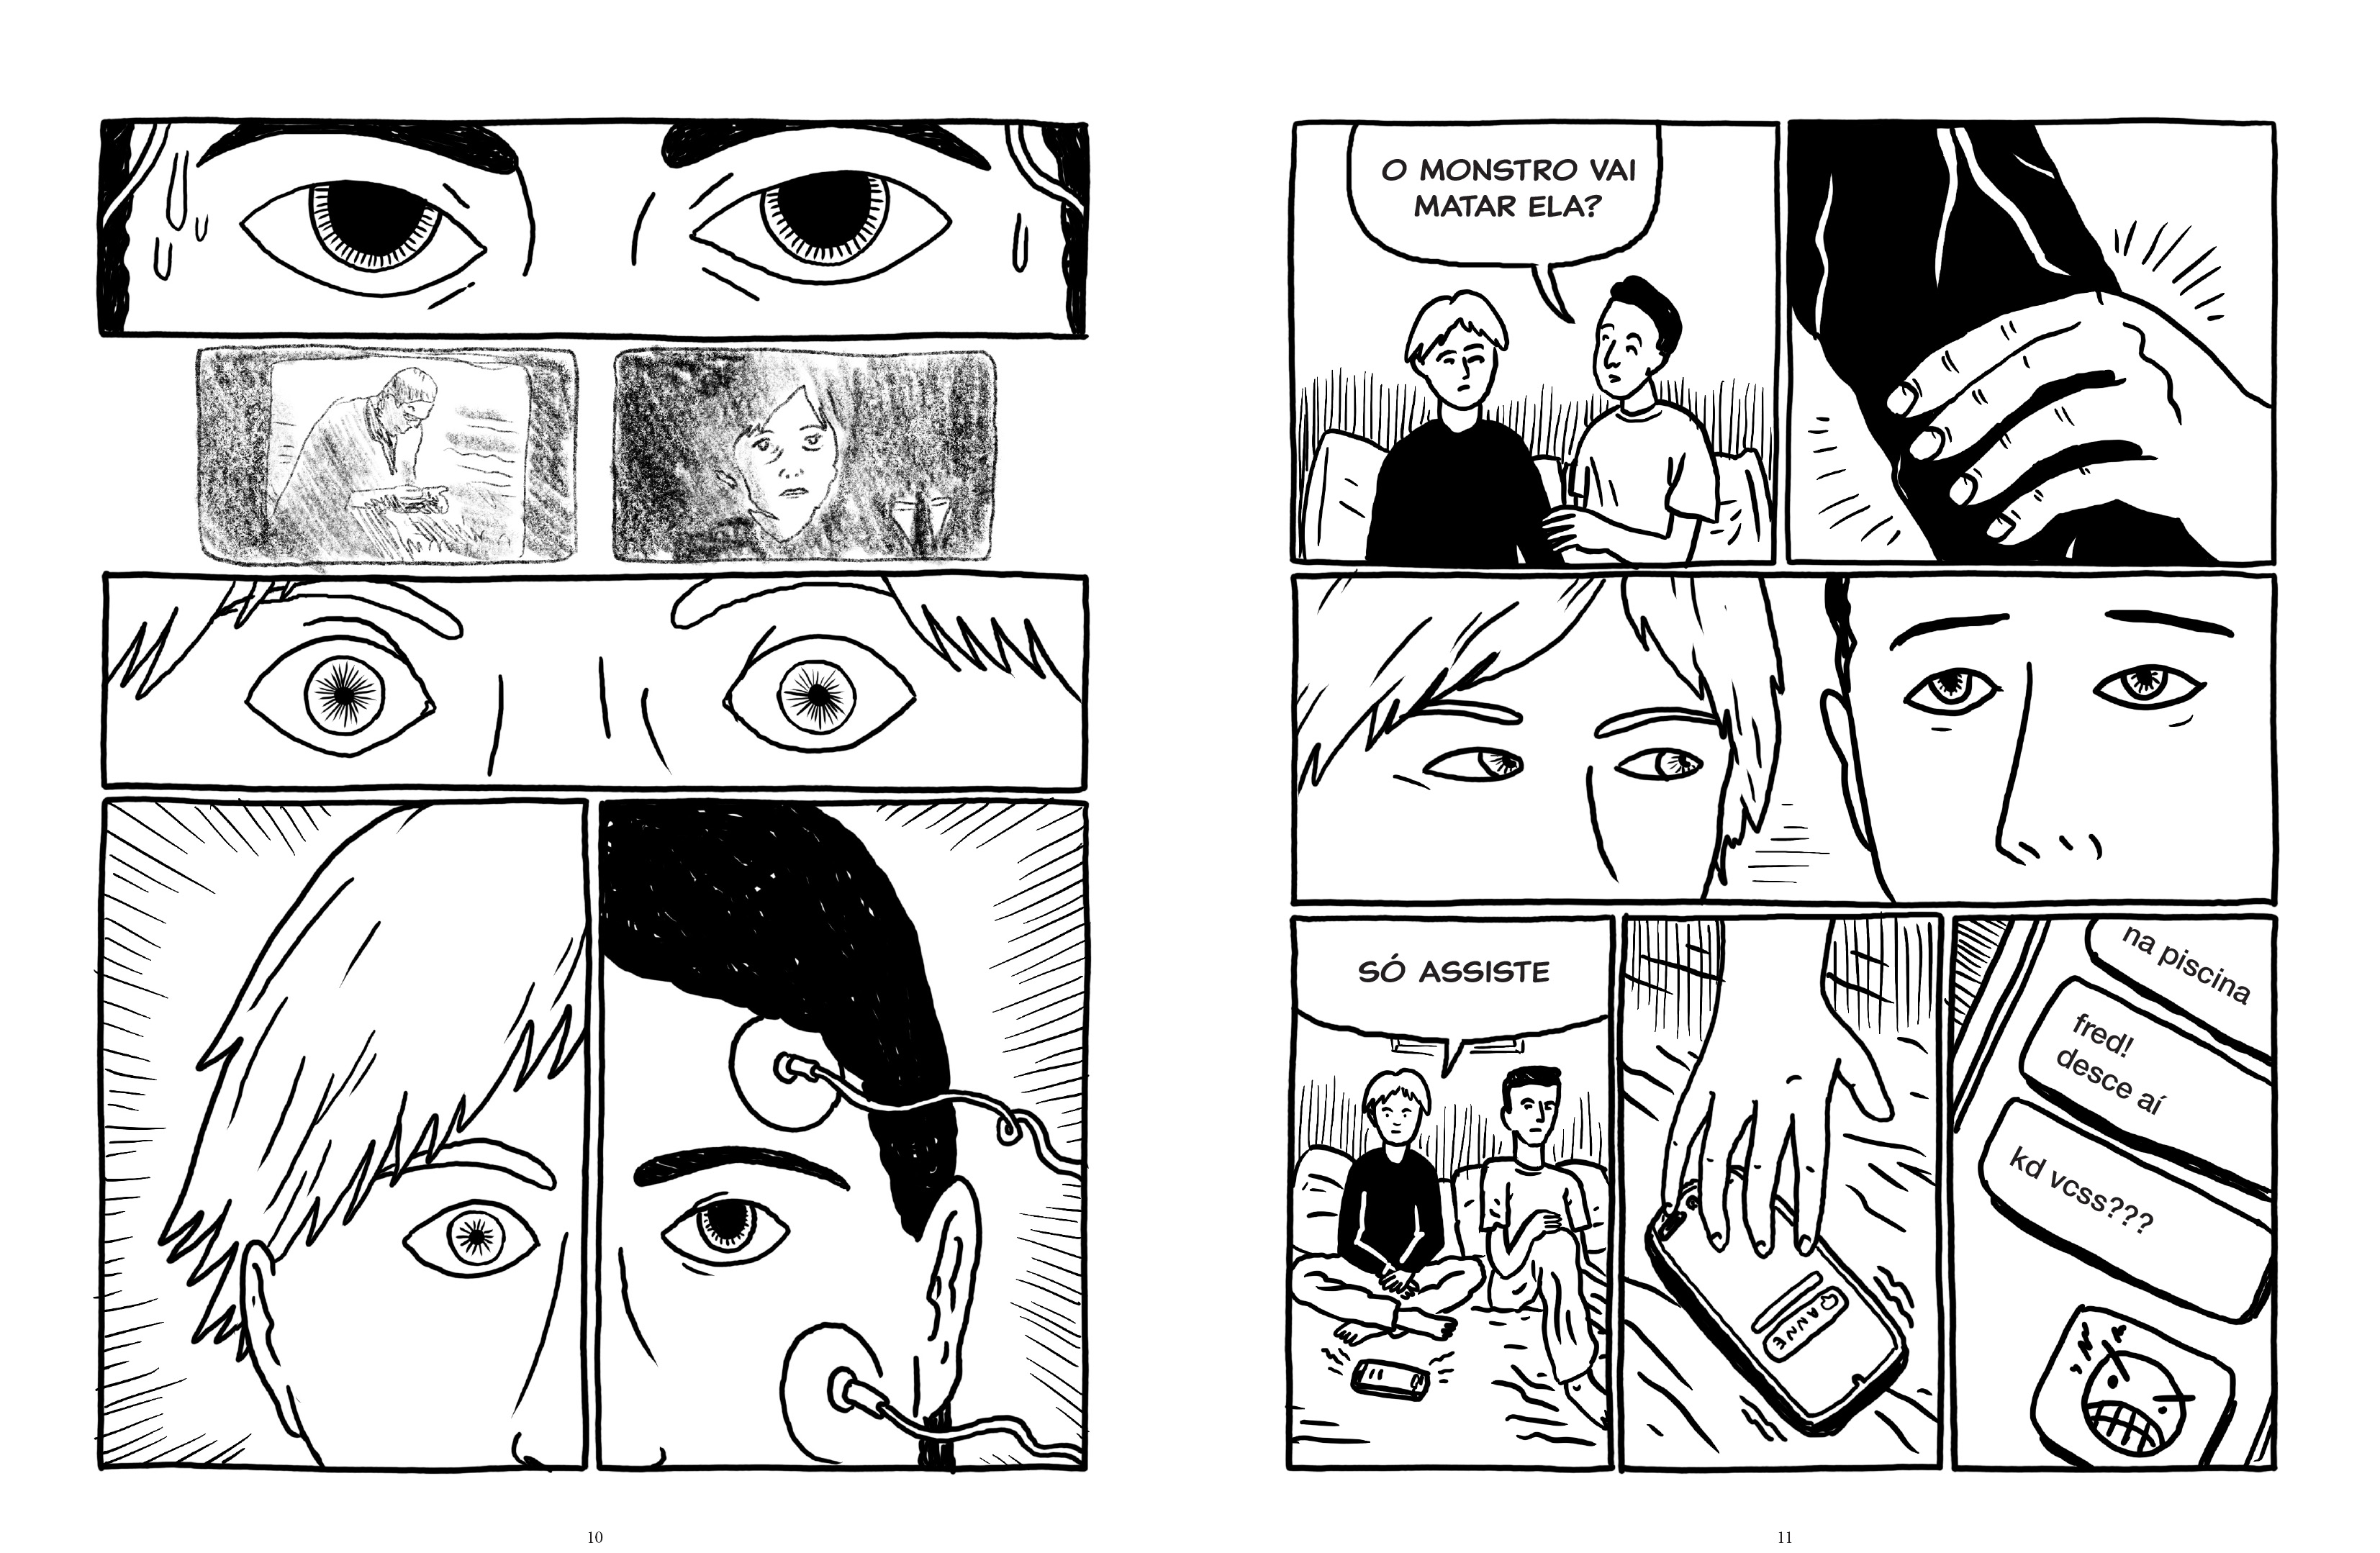 O MONSTRO VAI
MATAR ELA?
SÓ ASSISTE
ANNE
na piscina
fred!
desce aí
kd vcss???
10
11